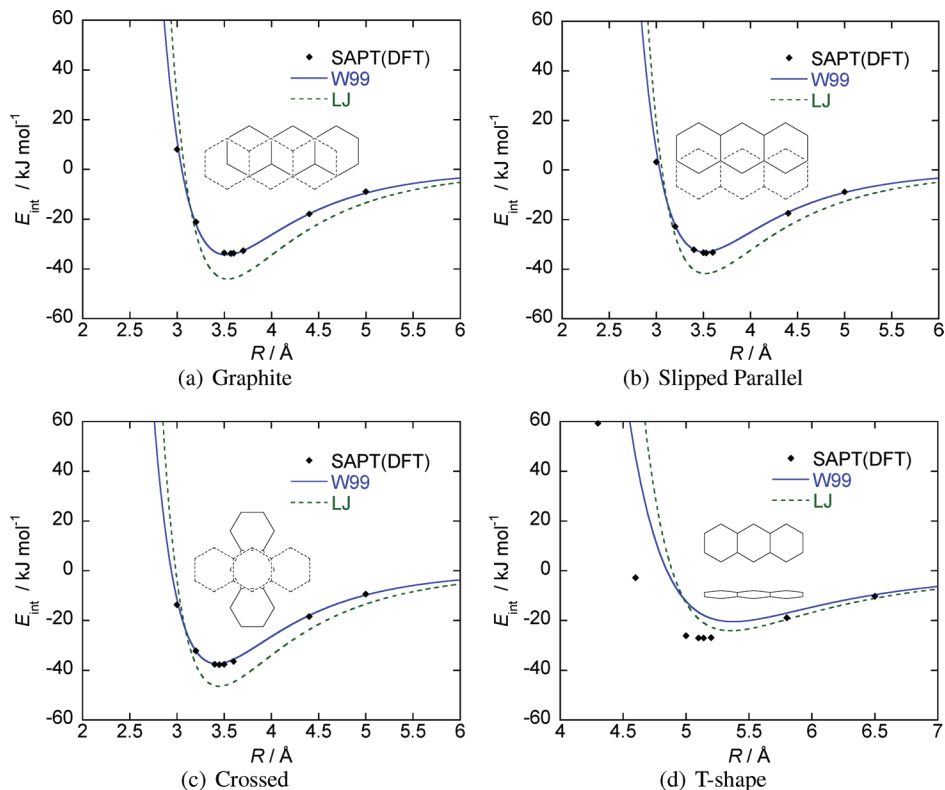 60
40
20
0
-20
-40
-60
E_int / kJ mol⁻¹
SAPT(DFT)
W99
LJ
2 2.5 3 3.5 4 4.5 5 5.5 6
R / Å
(a) Graphite
60
40
20
0
-20
-40
-60
E_int / kJ mol⁻¹
SAPT(DFT)
W99
LJ
2 2.5 3 3.5 4 4.5 5 5.5 6
R / Å
(b) Slipped Parallel
60
40
20
0
-20
-40
-60
E_int / kJ mol⁻¹
SAPT(DFT)
W99
LJ
2 2.5 3 3.5 4 4.5 5 5.5 6
R / Å
(c) Crossed
60
40
20
0
-20
-40
-60
E_int / kJ mol⁻¹
SAPT(DFT)
W99
LJ
4 4.5 5 5.5 6 6.5 7
R / Å
(d) T-shape